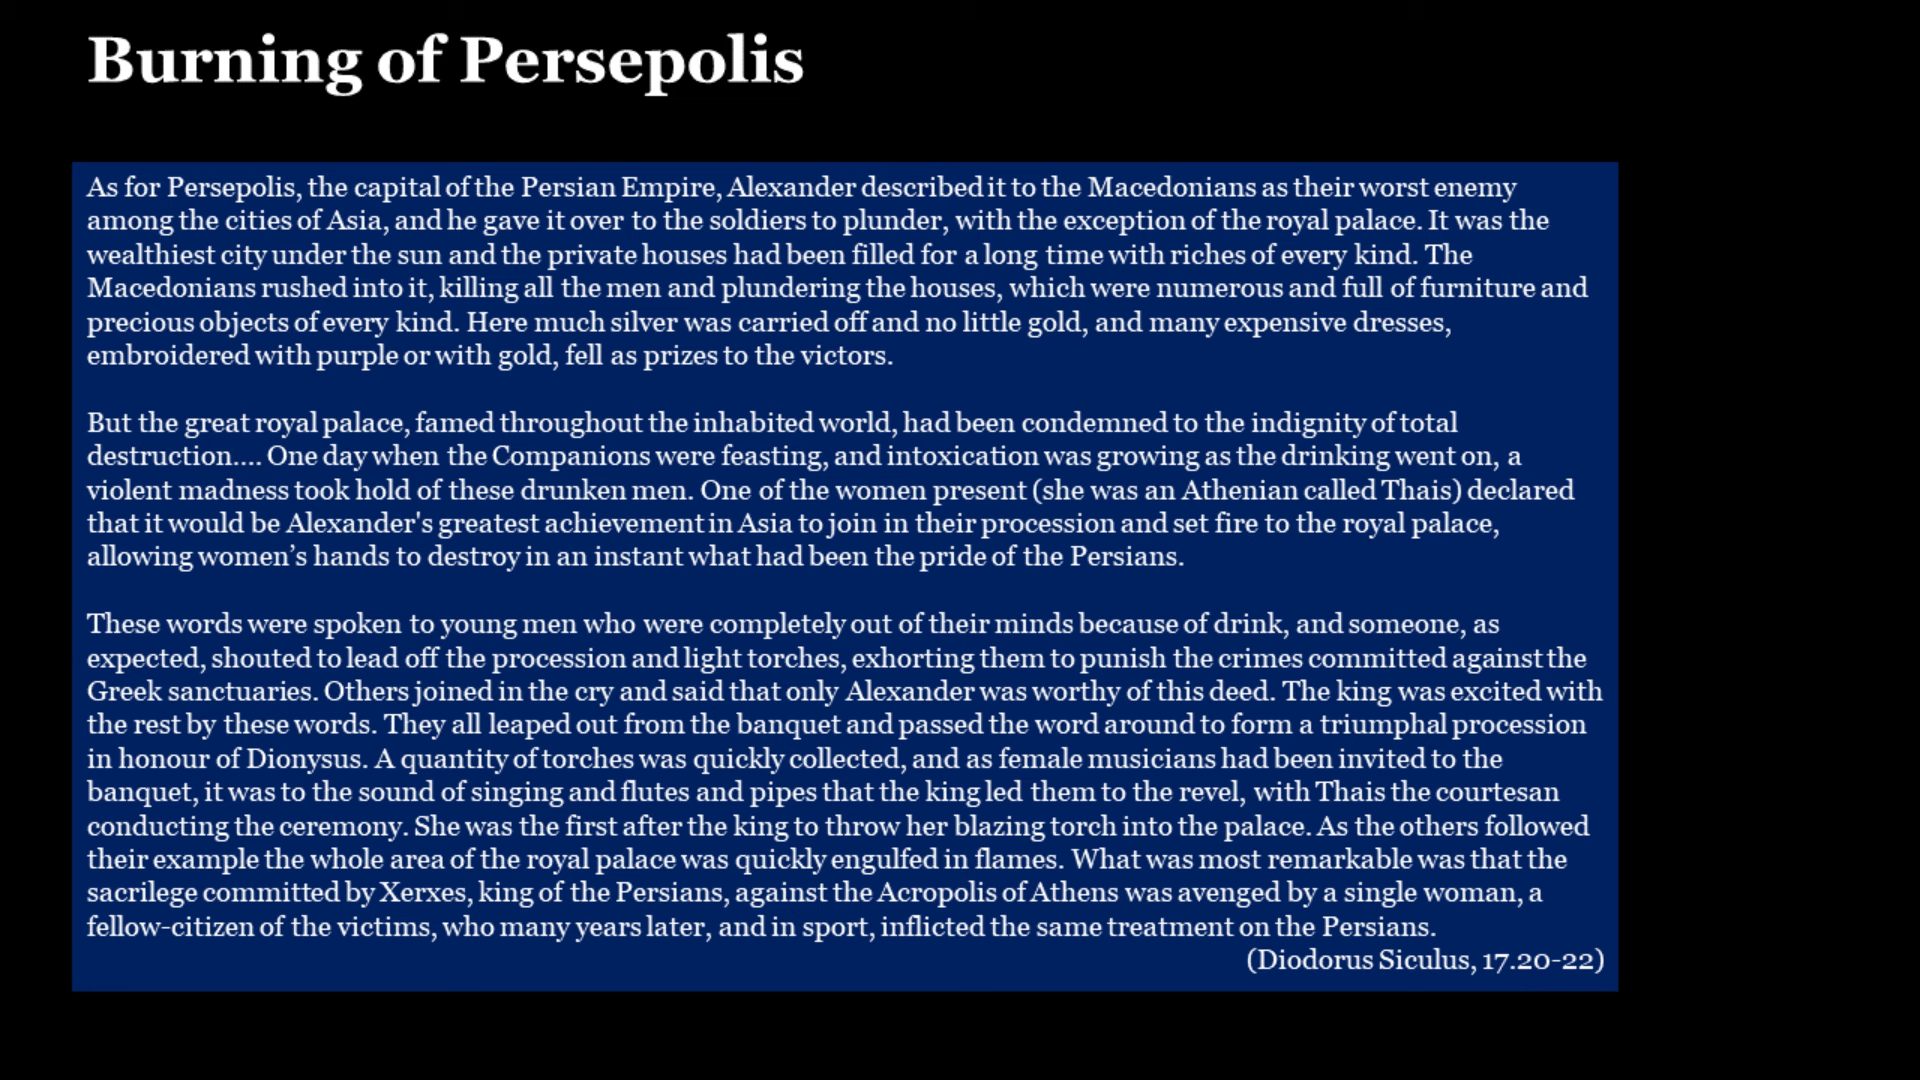 Burning of Persepolis
As for Persepolis, the capital of the Persian Empire, Alexander described it to the Macedonians as their worst enemy
among the cities of Asia, and he gave it over to the soldiers to plunder, with the exception of the royal palace. It was the
wealthiest city under the sun and the private houses had been filled for a long time with riches of every kind. The
Macedonians rushed into it, killing all the men and plundering the houses, which were numerous and full of furniture and
precious objects of every kind. Here much silver was carried off and no little gold, and many expensive dresses,
embroidered with purple or with gold, fell as prizes to the victors.
But the great royal palace, famed throughout the inhabited world, had been condemned to the indignity of total
destruction.... One day when the Companions were feasting, and intoxication was growing as the drinking went on, a
violent madness took hold of these drunken men. One of the women present (she was an Athenian called Thais) declared
that it would be Alexander's greatest achievement in Asia to join in their procession and set fire to the royal palace,
allowing women’s hands to destroy in an instant what had been the pride of the Persians.
These words were spoken to young men who were completely out of their minds because of drink, and someone, as
expected, shouted to lead off the procession and light torches, exhorting them to punish the crimes committed against the
Greek sanctuaries. Others joined in the cry and said that only Alexander was worthy of this deed. The king was excited with
the rest by these words. They all leaped out from the banquet and passed the word around to form a triumphal procession
in honour of Dionysus. A quantity of torches was quickly collected, and as female musicians had been invited to the
banquet, it was to the sound of singing and flutes and pipes that the king led them to the revel, with Thais the courtesan
conducting the ceremony. She was the first after the king to throw her blazing torch into the palace. As the others followed
their example the whole area of the royal palace was quickly engulfed in flames. What was most remarkable was that the
sacrilege committed by Xerxes, king of the Persians, against the Acropolis of Athens was avenged by a single woman, a
fellow-citizen of the victims, who many years later, and in sport, inflicted the same treatment on the Persians.
(Diodorus Siculus, 17.20-22)